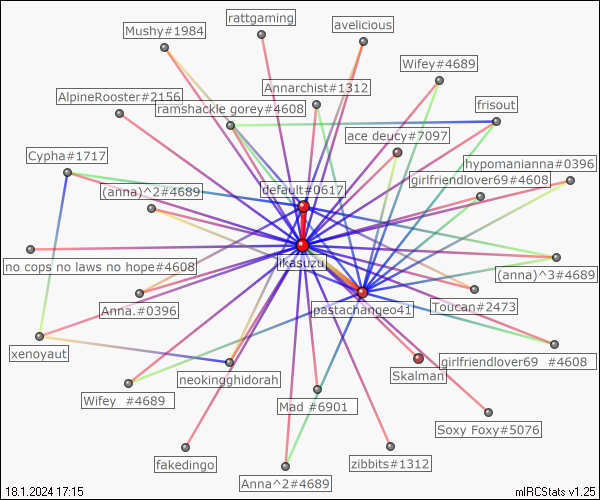 rattgaming
Mushy#1984
avelicious
Wifey#4689
Annarchist#1312
AlpineRooster#2156
ramshackle gorey#4608
frisout
ace deucy#7097
Cypha#1717
hypomanianna#0396
girlfriendlover69#4608
(anna)^2#4689
default#0617
ikasuzu
no cops no laws no hope#4608
(anna)^3#4689
Anna.#0396
pastachangeo41
Toucan#2473
xenoyaut
girlfriendlover69 #4608
neokingghidorah
Skalman
Wifey #4689
Mad #6901
Soxy Foxy#5076
fakedingo
zibbits#1312
Anna^2#4689
18.1.2024 17:15
mIRCStats v1.25